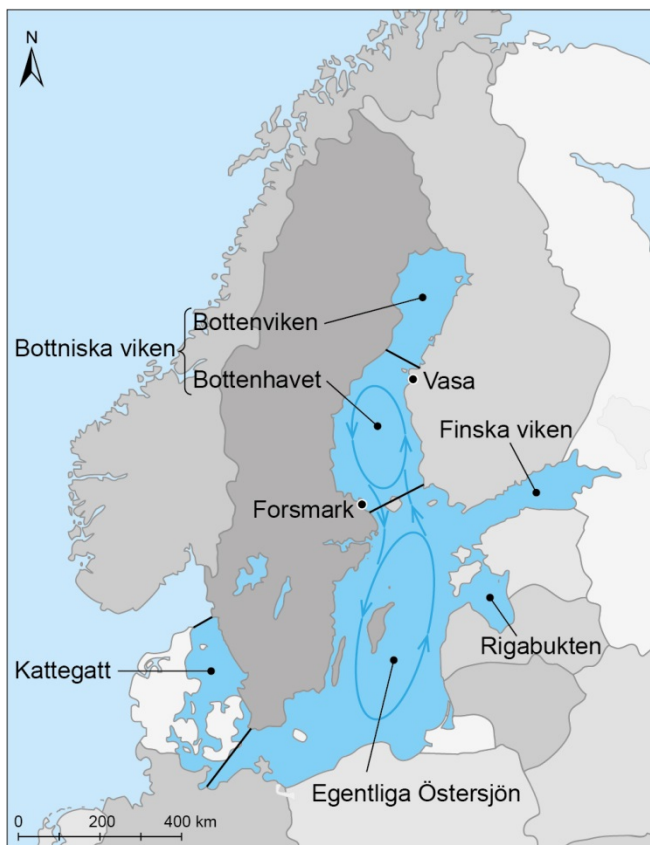 N
Bottenviken
Bottniska viken
Bottenhavet
Vasa
Finska viken
Forsmark
Rigabukten
Kattegatt
Egentliga Östersjön
0 200 400 km